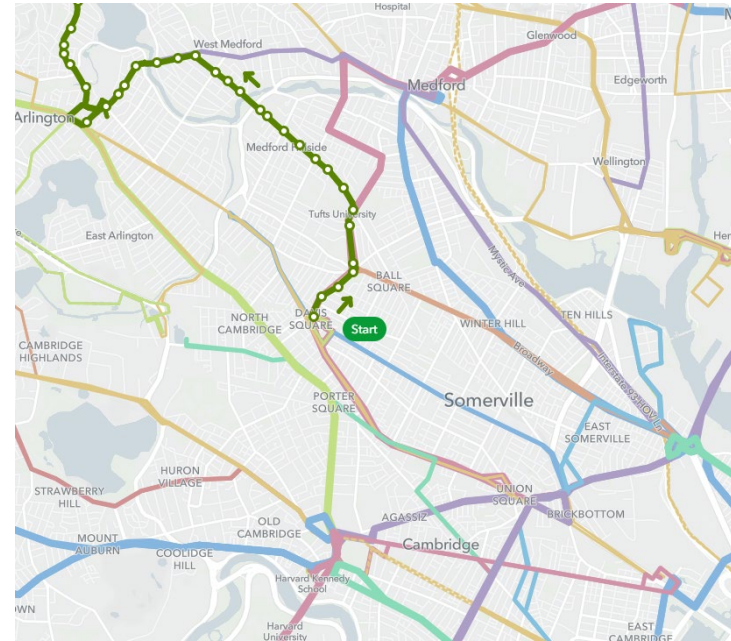 Hospital
Glenwood
West Medford
Medford
Edgeworth
Arlington
Medford Hillside
Wellington
Tufts University
East Arlington
Mystic Ave
BALL
SQUARE
NORTH
CAMBRIDGE
DAVIS
SQUARE
Start
WINTER HILL
TEN HILLS
CAMBRIDGE
HIGHLANDS
Broadway
PORTER
SQUARE
Somerville
EAST
SOMERVILLE
HURON
VILLAGE
STRAWBERRY
HILL
UNION
SQUARE
BRICKBOTTOM
OLD
CAMBRIDGE
AGASSIZ
MOUNT
AUBURN
COOLIDGE
HILL
Cambridge
Harvard Kennedy
School
Harvard
University
EAST
CAMBRIDGE